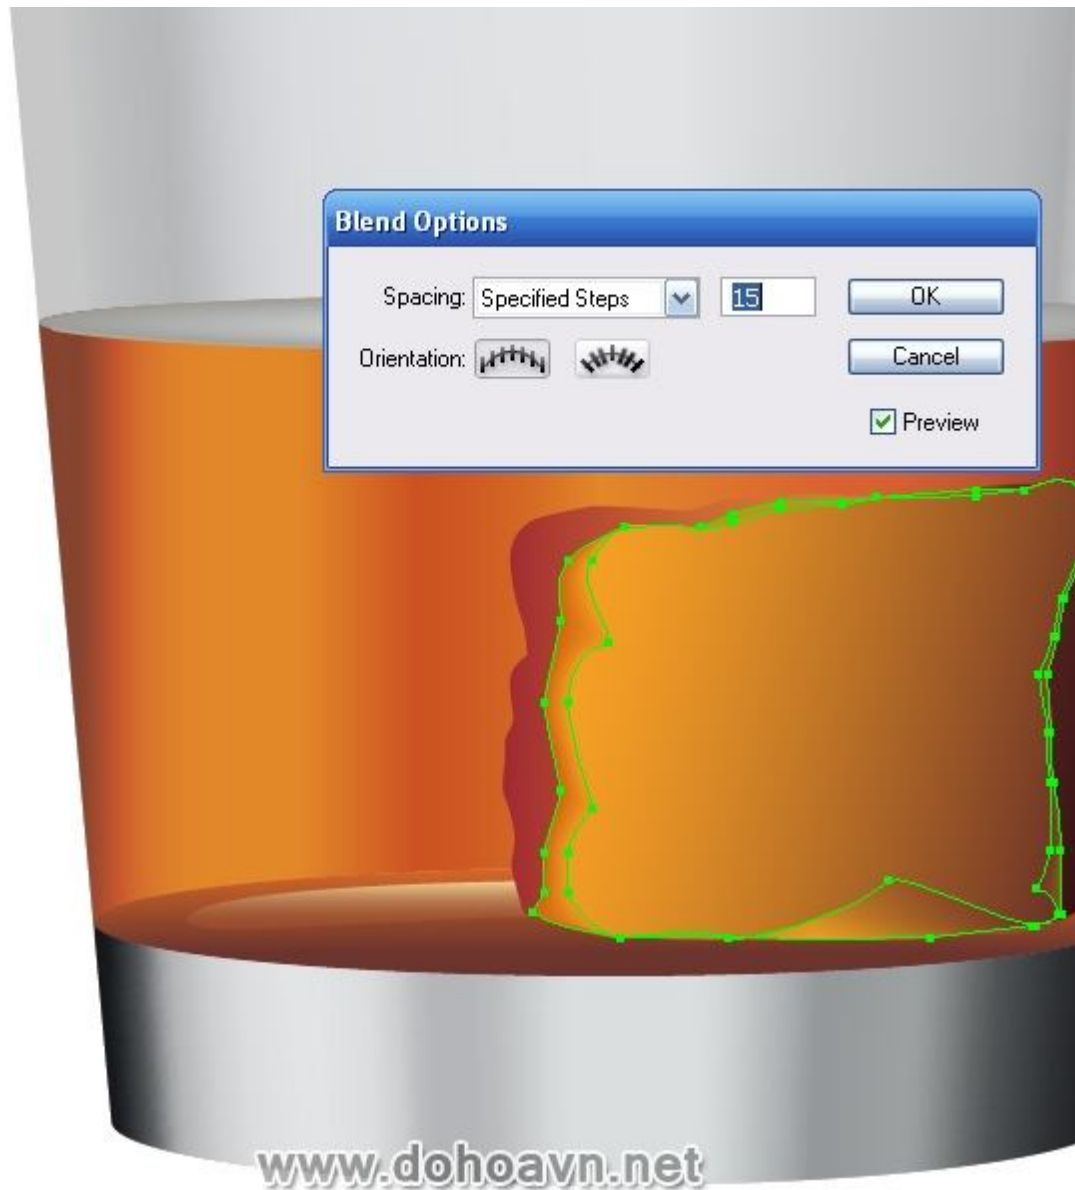 Blend Options
Spacing: Specified Steps 15 OK
Orientation: Cancel
Preview
www.dohoavn.net